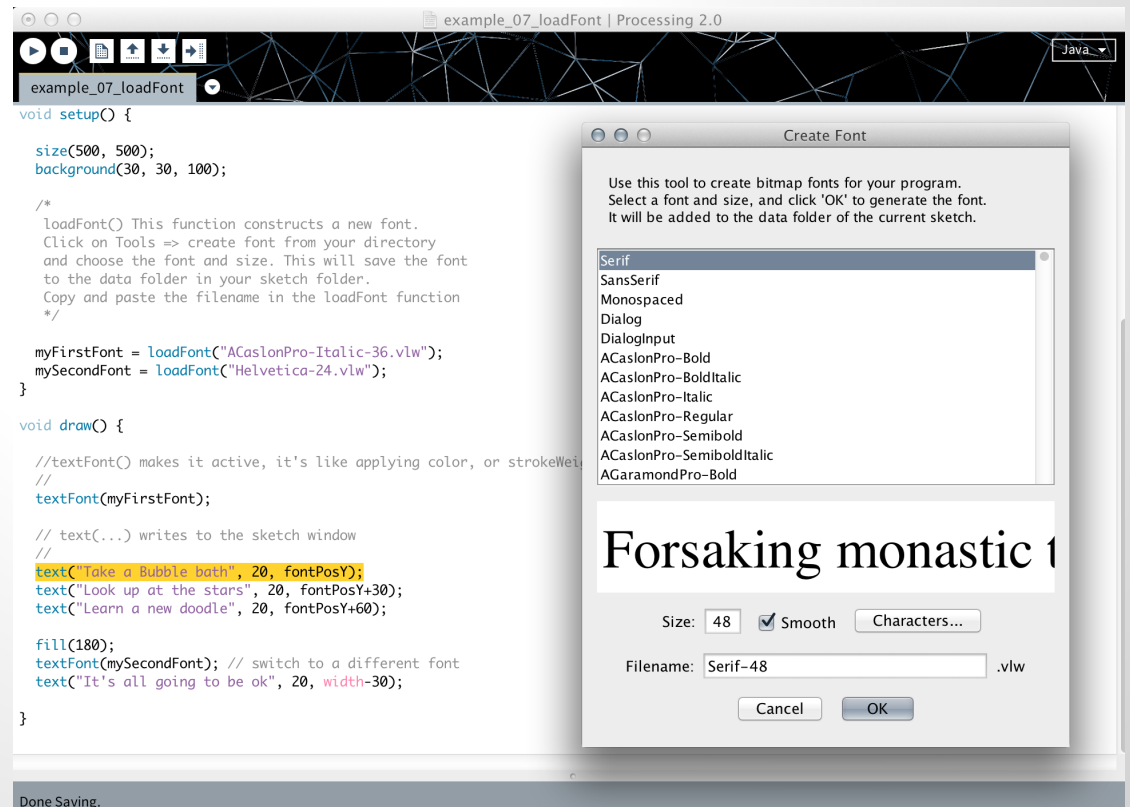 example_07_loadFont | Processing 2.0
Java
example_07_loadFont
void setup() {
size(500, 500);
background(30, 30, 100);
/*
loadFont() This function constructs a new font.
Click on Tools => create font from your directory
and choose the font and size. This will save the font
to the data folder in your sketch folder.
Copy and paste the filename in the loadFont function
*/
myFirstFont = loadFont("ACaslonPro-Italic-36.vlw");
mySecondFont = loadFont("Helvetica-24.vlw");
}
void draw() {
//textFont() makes it active, it's like applying color, or strokeWei
//
textFont(myFirstFont);
// text(...) writes to the sketch window
//
text("Take a Bubble bath", 20, fontPosY);
text("Look up at the stars", 20, fontPosY+30);
text("Learn a new doodle", 20, fontPosY+60);
fill(180);
textFont(mySecondFont); // switch to a different font
text("It's all going to be ok", 20, width-30);
}
Done Saving.
Create Font
Use this tool to create bitmap fonts for your program.
Select a font and size, and click 'OK' to generate the font.
It will be added to the data folder of the current sketch.
Serif
SansSerif
Monospaced
Dialog
DialogInput
ACaslonPro-Bold
ACaslonPro-BoldItalic
ACaslonPro-Italic
ACaslonPro-Regular
ACaslonPro-Semibold
ACaslonPro-SemiboldItalic
AGaramondPro-Bold
Forsaking monastic t
Size: 48 Smooth Characters...
Filename: Serif-48 .vlw
Cancel OK